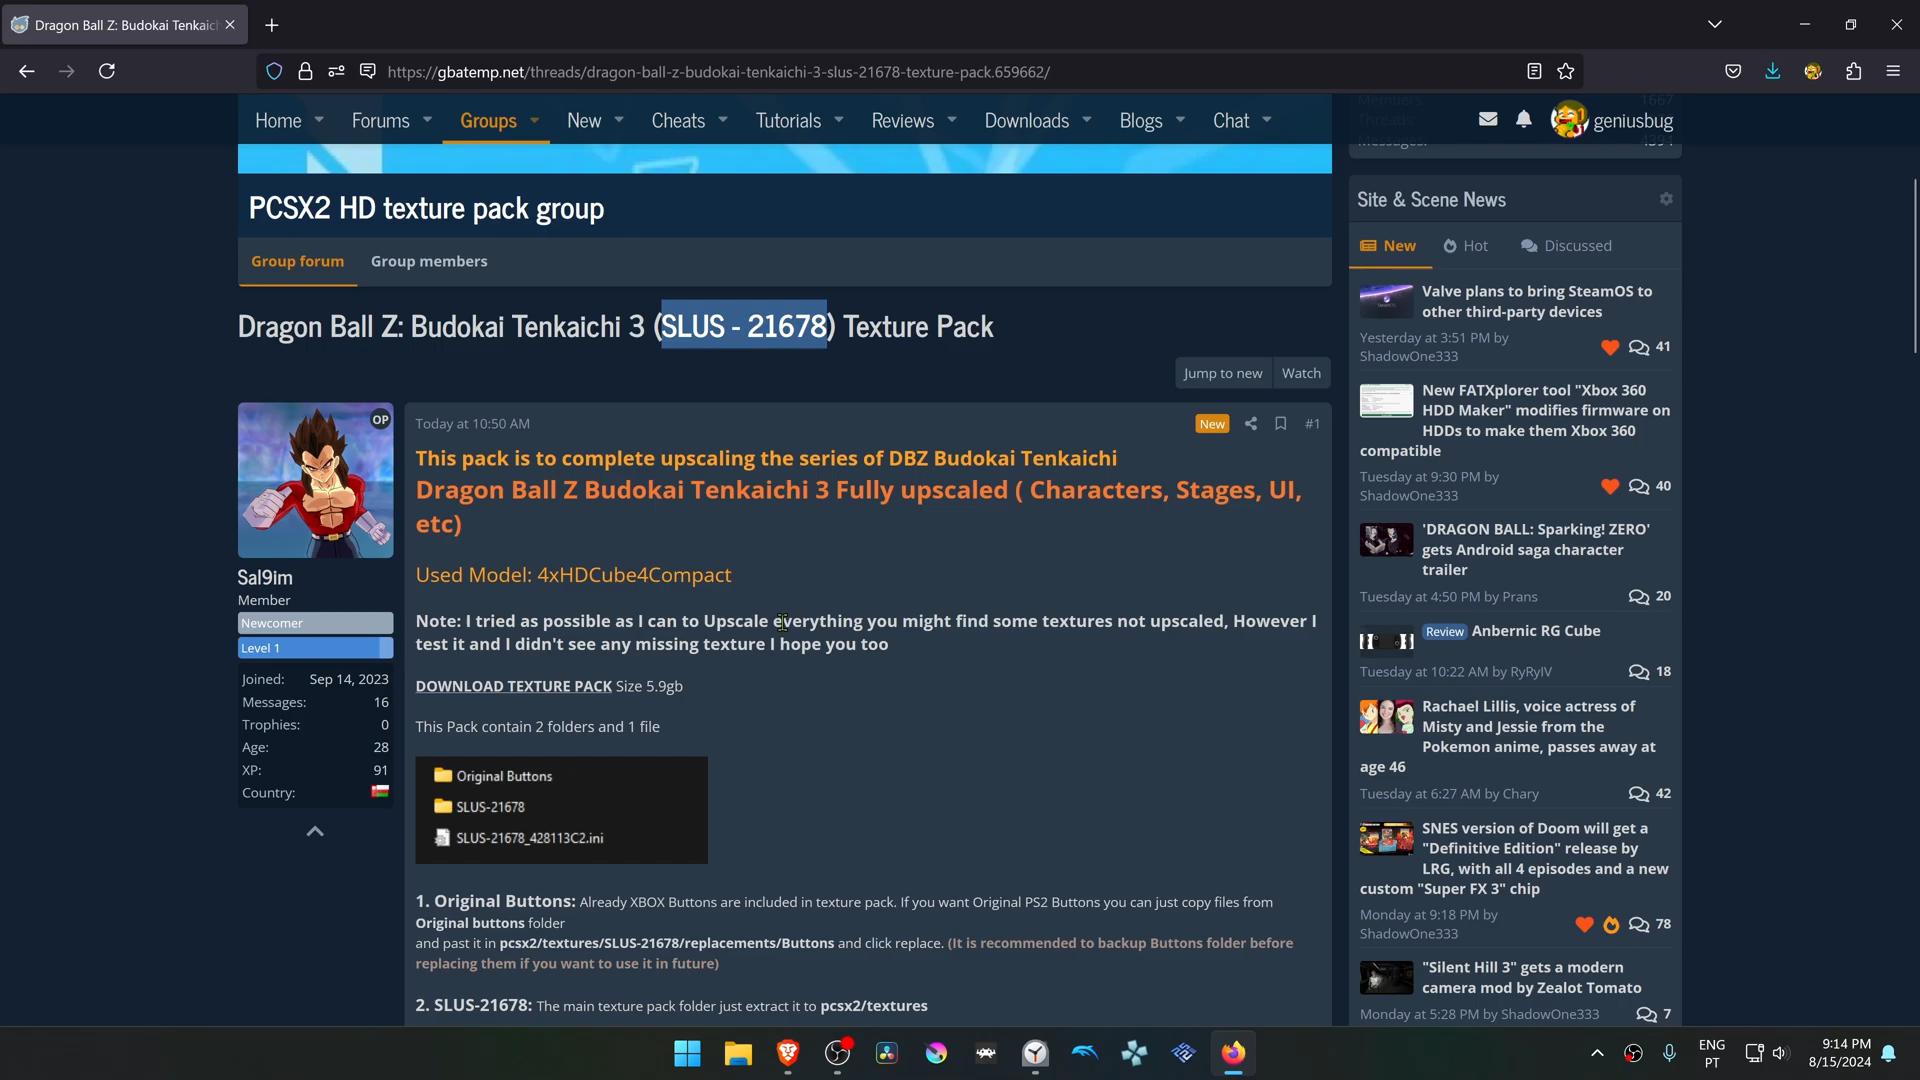 Dragon Ball Z: Budokai Tenkaich
https://gbatemp.net/threads/dragon-ball-z-budokai-tenkaichi-3-slus-21678-texture-pack.659662/
Home Forums Groups New Cheats Tutorials Reviews Downloads Blogs Chat
geniusbug
PCSX2 HD texture pack group
Group forum Group members
Dragon Ball Z: Budokai Tenkaichi 3 (SLUS - 21678) Texture Pack
Jump to new Watch
OP
Sal9im
Member
Newcomer
Level 1
Joined: Sep 14, 2023
Messages: 16
Trophies: 0
Age: 28
XP: 91
Country:
Today at 10:50 AM New #1
This pack is to complete upscaling the series of DBZ Budokai Tenkaichi
Dragon Ball Z Budokai Tenkaichi 3 Fully upscaled ( Characters, Stages, UI,
etc)
Used Model: 4xHDCube4Compact
Note: I tried as possible as I can to Upscale everything you might find some textures not upscaled, However I
test it and I didn't see any missing texture I hope you too
DOWNLOAD TEXTURE PACK Size 5.9gb
This Pack contain 2 folders and 1 file
Original Buttons
SLUS-21678
SLUS-21678_428113C2.ini
1. Original Buttons: Already XBOX Buttons are included in texture pack. If you want Original PS2 Buttons you can just copy files from
Original buttons folder
and past it in pcsx2/textures/SLUS-21678/replacements/Buttons and click replace. (It is recommended to backup Buttons folder before
replacing them if you want to use it in future)
2. SLUS-21678: The main texture pack folder just extract it to pcsx2/textures
Members: 1667
Threads:
Messages: 4394
Site & Scene News
New Hot Discussed
Valve plans to bring SteamOS to
other third-party devices
Yesterday at 3:51 PM by
ShadowOne333 41
New FATXplorer tool "Xbox 360
HDD Maker" modifies firmware on
HDDs to make them Xbox 360
compatible
Tuesday at 9:30 PM by
ShadowOne333 40
'DRAGON BALL: Sparking! ZERO'
gets Android saga character
trailer
Tuesday at 4:50 PM by Prans 20
Review Anbernic RG Cube
Tuesday at 10:22 AM by RyRyIV 18
Rachael Lillis, voice actress of
Misty and Jessie from the
Pokemon anime, passes away at
age 46
Tuesday at 6:27 AM by Chary 42
SNES version of Doom will get a
"Definitive Edition" release by
LRG, with all 4 episodes and a new
custom "Super FX 3" chip
Monday at 9:18 PM by
ShadowOne333 78
"Silent Hill 3" gets a modern
camera mod by Zealot Tomato
Monday at 5:28 PM by ShadowOne333 7
ENG
PT
9:14 PM
8/15/2024